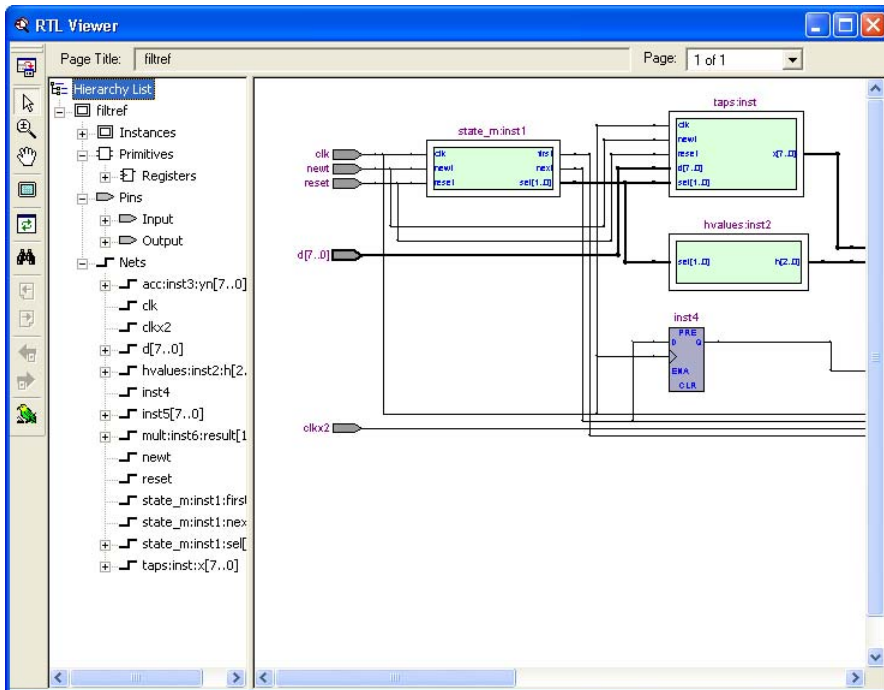 RTL Viewer
Page Title: filtref
Page: 1 of 1
Hierarchy List
filtref
Instances
Primitives
Registers
Pins
Input
Output
Nets
acc:inst3:yn[7..0]
clk
clkx2
d[7..0]
hvalues:inst2:h[2.
inst4
inst5[7..0]
mult:inst6:result[1
newt
reset
state_m:inst1:first
state_m:inst1:nex
state_m:inst1:sel[
taps:inst:x[7..0]
clk
newt
reset
d[7..0]
clkx2
state_m:inst1
clk
newt
reset
first
next
sel[1..0]
taps:inst
clk
newt
reset
d[7..0]
sel[1..0]
x[7..0]
hvalues:inst2
sel[1..0]
h[2..0]
inst4
PRE
D Q
ENA
CLR